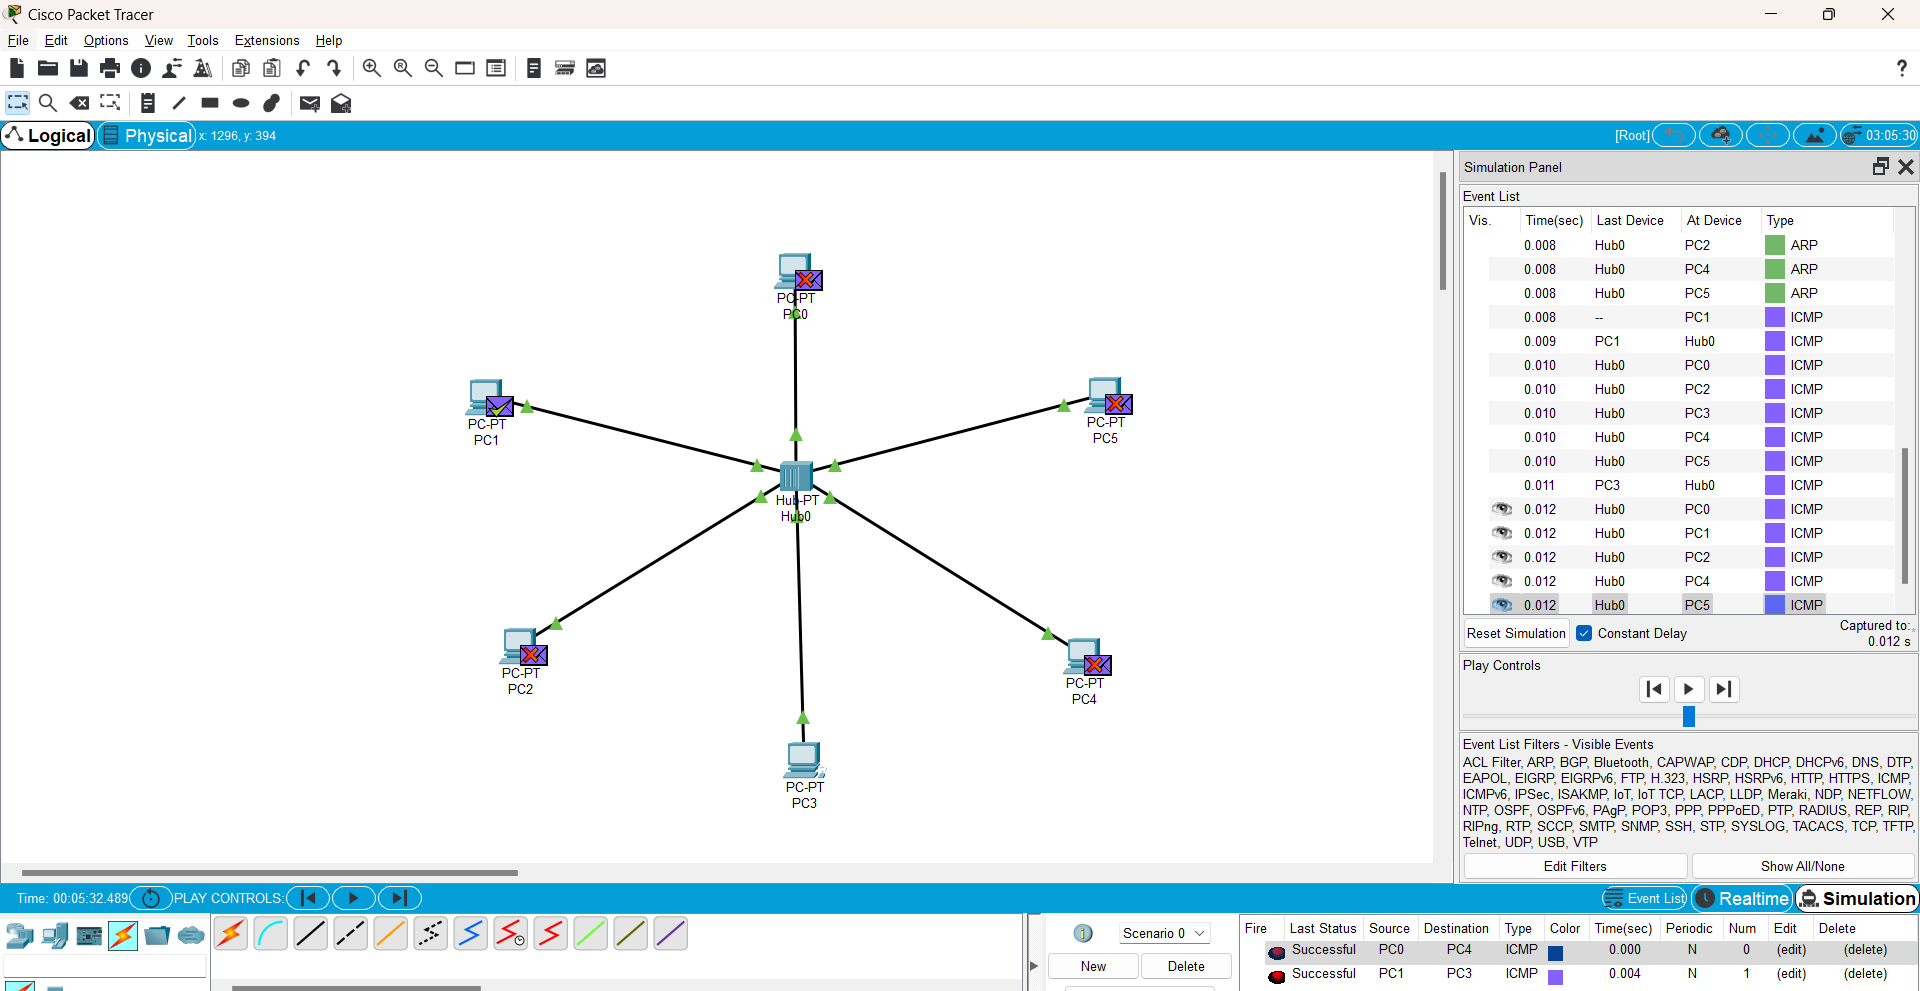 Cisco Packet Tracer
File Edit Options View Tools Extensions Help
?
Logical Physical x: 1296, y: 394 [Root] 03:05:30
Simulation Panel
Event List
Vis. Time(sec) Last Device At Device Type
0.008 Hub0 PC2 ARP
0.008 Hub0 PC4 ARP
0.008 Hub0 PC5 ARP
0.008 -- PC1 ICMP
0.009 PC1 Hub0 ICMP
0.010 Hub0 PC0 ICMP
0.010 Hub0 PC2 ICMP
0.010 Hub0 PC3 ICMP
0.010 Hub0 PC4 ICMP
0.010 Hub0 PC5 ICMP
0.011 PC3 Hub0 ICMP
0.012 Hub0 PC0 ICMP
0.012 Hub0 PC1 ICMP
0.012 Hub0 PC2 ICMP
0.012 Hub0 PC4 ICMP
0.012 Hub0 PC5 ICMP
Reset Simulation Constant Delay Captured to:
0.012 s
Play Controls
Event List Filters - Visible Events
ACL Filter, ARP, BGP, Bluetooth, CAPWAP, CDP, DHCP, DHCPv6, DNS, DTP,
EAPOL, EIGRP, EIGRPv6, FTP, H.323, HSRP, HSRPv6, HTTP, HTTPS, ICMP,
ICMPv6, IPSec, ISAKMP, IoT, IoT TCP, LACP, LLDP, Meraki, NDP, NETFLOW,
NTP, OSPF, OSPFv6, PAgP, POP3, PPP, PPPoED, PTP, RADIUS, REP, RIP,
RIPng, RTP, SCCP, SMTP, SNMP, SSH, STP, SYSLOG, TACACS, TCP, TFTP,
Telnet, UDP, USB, VTP
Edit Filters Show All/None
PC-PT
PC0
PC-PT
PC1
PC-PT
PC5
Hub-PT
Hub0
PC-PT
PC2
PC-PT
PC4
PC-PT
PC3
Time: 00:05:32.489 PLAY CONTROLS: Event List Realtime Simulation
Scenario 0
New Delete
Fire Last Status Source Destination Type Color Time(sec) Periodic Num Edit Delete
Successful PC0 PC4 ICMP 0.000 N 0 (edit) (delete)
Successful PC1 PC3 ICMP 0.004 N 1 (edit) (delete)